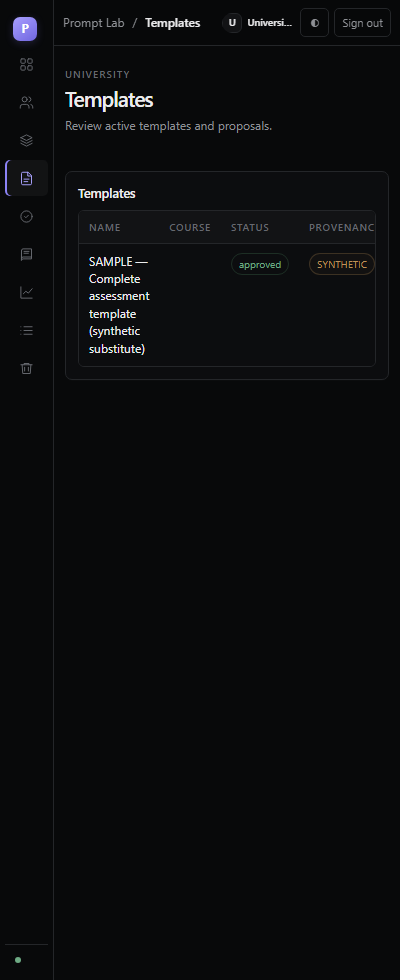 P
Prompt Lab / Templates
U Universi...
Sign out
UNIVERSITY
Templates
Review active templates and proposals.
Templates
NAME COURSE STATUS PROVENANC
SAMPLE —
Complete
assessment
template
(synthetic
substitute)
approved
SYNTHETIC